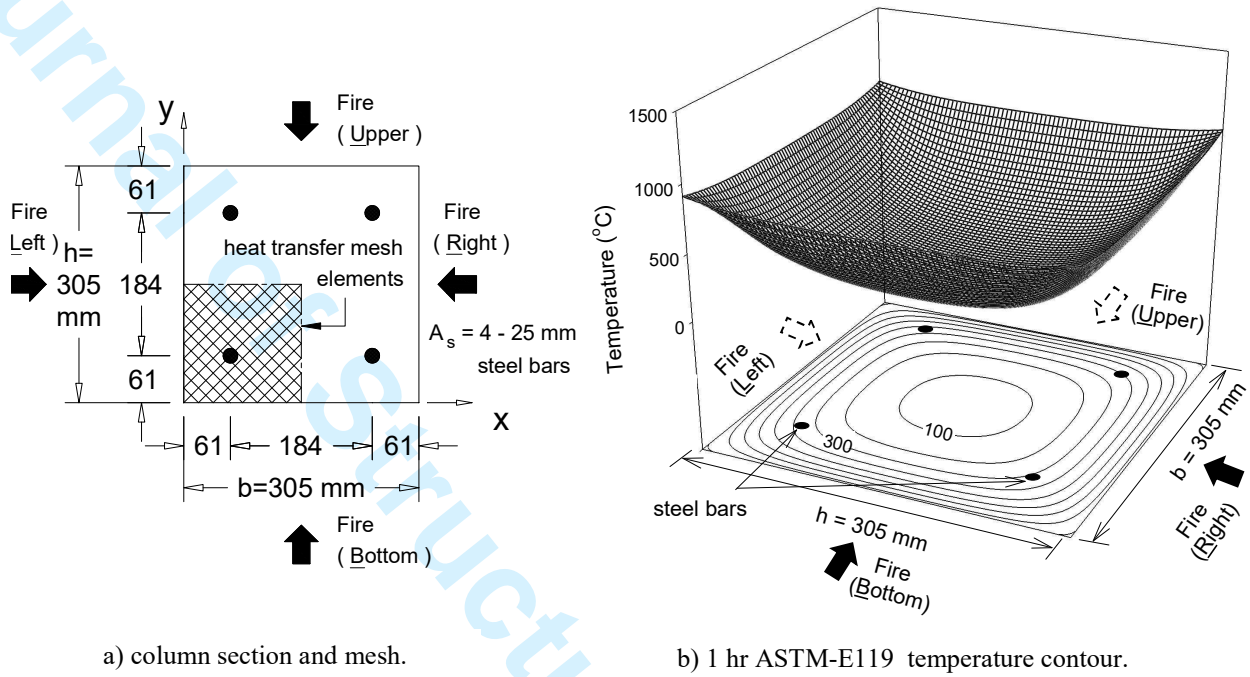 urnal of Structu
y
Fire
( Upper )
61
Fire
Left )
h=
305
mm
184
61
heat transfer mesh
elements
Fire
( Right )
A s = 4 - 25 mm
steel bars
x
61
184
61
b=305 mm
Fire
( Bottom )
a) column section and mesh.
1500
1000
500
0
Temperature (°C)
Fire
(Left)
Fire
(Upper)
100
300
steel bars
h = 305 mm
b = 305 mm
Fire
(Bottom)
Fire
(Right)
b) 1 hr ASTM-E119 temperature contour.